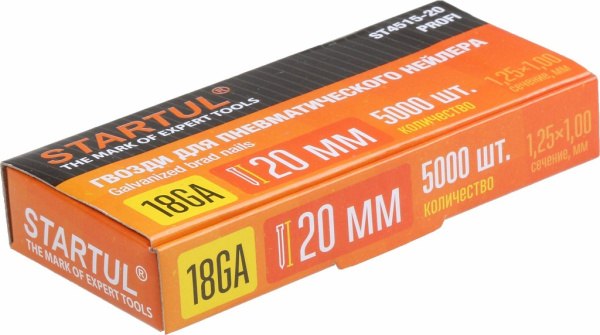 ST4515-20
PROFI
STARTUL®
THE MARK OF EXPERT TOOLS
ГВОЗДИ ДЛЯ ПНЕВМАТИЧЕСКОГО НЕЙЛЕРА
Galvanized brad nails
18GA
20 ММ
5000 ШТ.
количество
1,25×1,00
сечение, мм
STARTUL®
THE MARK OF EXPERT TOOLS
18GA
20 ММ
5000 ШТ.
количество
1,25×1,00
сечение, мм